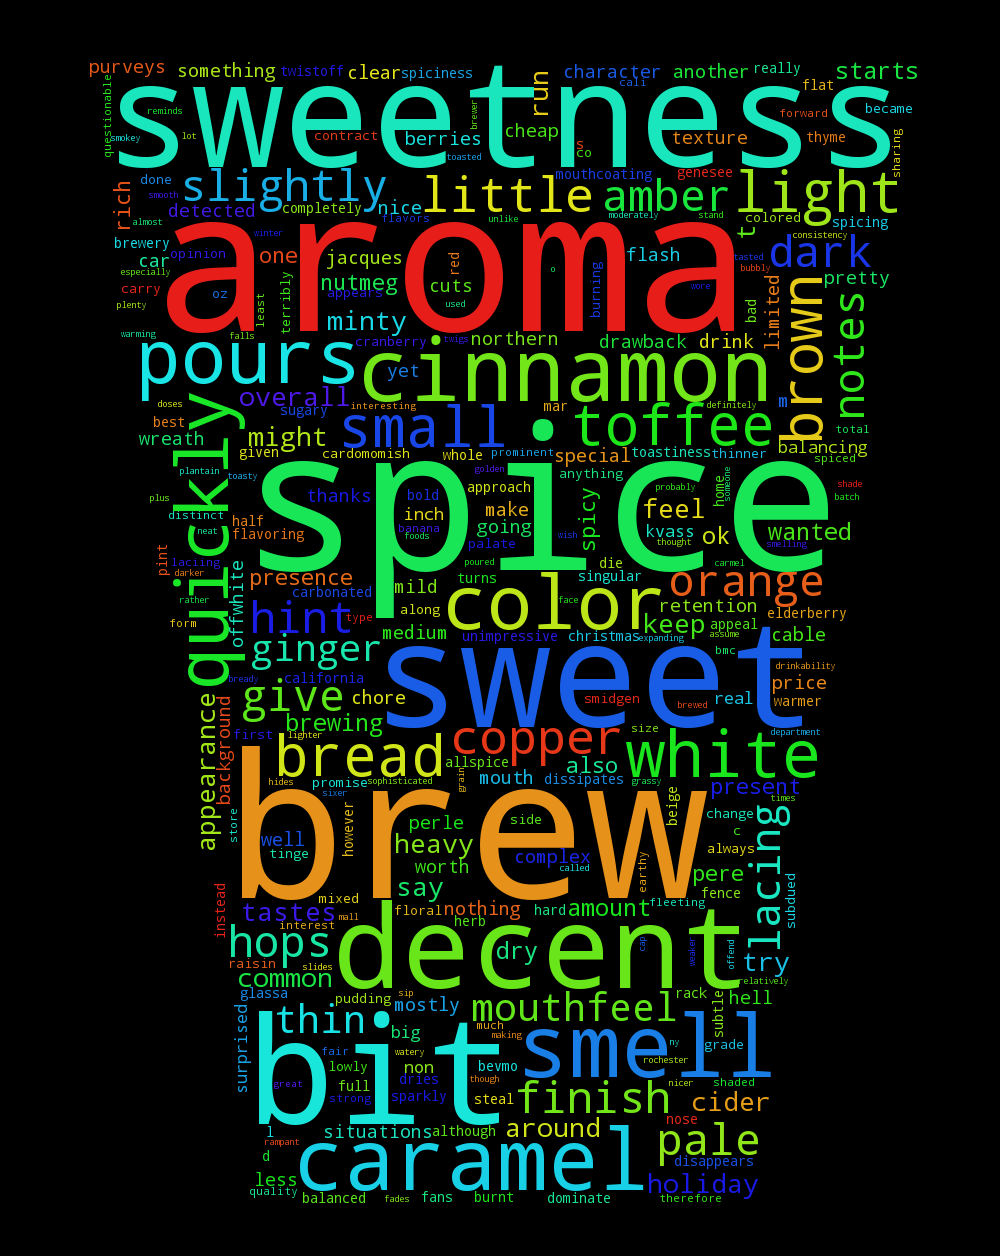 purveys something twistoff clear spiciness run character another really starts
questionable reminds sweetness cheap call flat became
smokey lot contract berries brewer toasted s co texture forward thyme sharing
done smooth slightly completely nice little mouthcoating genesee amber light colored
rich detected flavors unlike moderately stand t spicing consistency
almost winter aroma
brewery opinion car one jacques red flash tasted dark
especially carry oz nutmeg appears cuts burning wore bubbly pretty
plenty least terribly minty used o bad limited brown notes
warming falls pours cranberry twigs northern drawback drink
cinnamon yet
doses overall sugary interesting small mar toffee definitely m total
best wreath might given cardomomish whole prominent special toastiness thinner balancing
quickly plantain toasty spice golden anything home someone probably spiced
plus thanks bold approach make spicy shade batch
distinct neat half flavoring inch banana foods going palate wish feel kvass thought ok smelling wanted
pint laciing darker presence carbonated poured turns die singular carmel orange
rather offwhite mild color face retention elderberry
form hint type along medium unimpressive christmas expanding keep appeal assume cable
ginger sweet bmc drinkability
bready california give chore smidgen brewed real price warmer
appearance background brewing first lighter bread copper size white department
allspice also
hides promise sophisticated grain mouth dissipates grassy present
sixer brew times
store well tinge however perle side beige change c
heavy complex always
worth called earthy pere
instead say fence
tastes mixed mall floral nothing hard amount fleeting subdued lacing
interest herb decent
hops dry cap weaker offend try
raisin slides common relatively
glassa pudding sip mostly mouthfeel rack subtle hell
surprised thin big much making smell ny grade
bit fair watery rochester
lowly non bevmo nicer shaded
great full dries though
strong sparkly steal finish cider
l situations although around nose
rampant pale
d caramel disappears
less holiday
quality balanced fades fans burnt dominate therefore